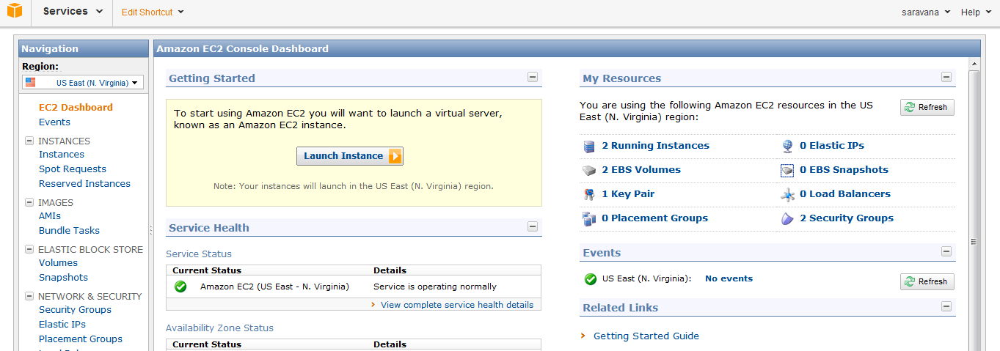 Services
Edit Shortcut
saravana
Help
Navigation
Region:
US East (N. Virginia)
EC2 Dashboard
Events
INSTANCES
Instances
Spot Requests
Reserved Instances
IMAGES
AMIs
Bundle Tasks
ELASTIC BLOCK STORE
Volumes
Snapshots
NETWORK & SECURITY
Security Groups
Elastic IPs
Placement Groups
Amazon EC2 Console Dashboard
Getting Started
To start using Amazon EC2 you will want to launch a virtual server,
known as an Amazon EC2 instance.
Launch Instance
Note: Your instances will launch in the US East (N. Virginia) region.
Service Health
Service Status
Current Status Details
Amazon EC2 (US East - N. Virginia) Service is operating normally
View complete service health details
Availability Zone Status
Current Status Details
My Resources
You are using the following Amazon EC2 resources in the US
East (N. Virginia) region:
Refresh
2 Running Instances 0 Elastic IPs
2 EBS Volumes 0 EBS Snapshots
1 Key Pair 0 Load Balancers
0 Placement Groups 2 Security Groups
Events
US East (N. Virginia): No events
Refresh
Related Links
Getting Started Guide